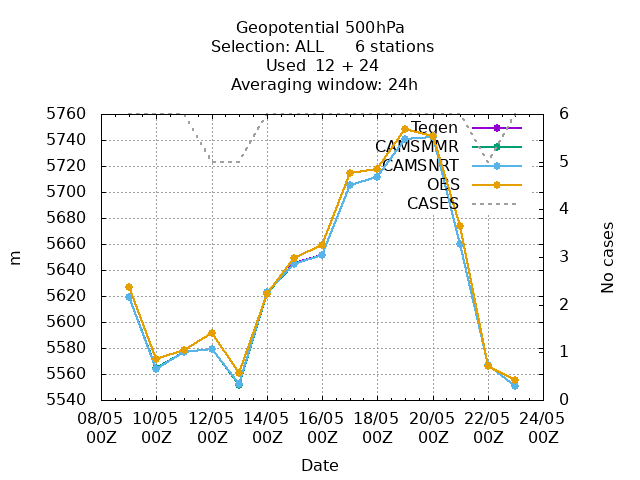 Geopotential 500hPa
Selection: ALL 6 stations
Used 12 + 24
Averaging window: 24h
5760
5740
5720
5700
5680
5660
5640
5620
5600
5580
5560
5540
m
6
5
4
3
2
1
0
No cases
Tegen
CAMSMMR
CAMSNRT
OBS
CASES
08/05 10/05 12/05 14/05 16/05 18/05 20/05 22/05 24/05
00Z 00Z 00Z 00Z 00Z 00Z 00Z 00Z 00Z
Date